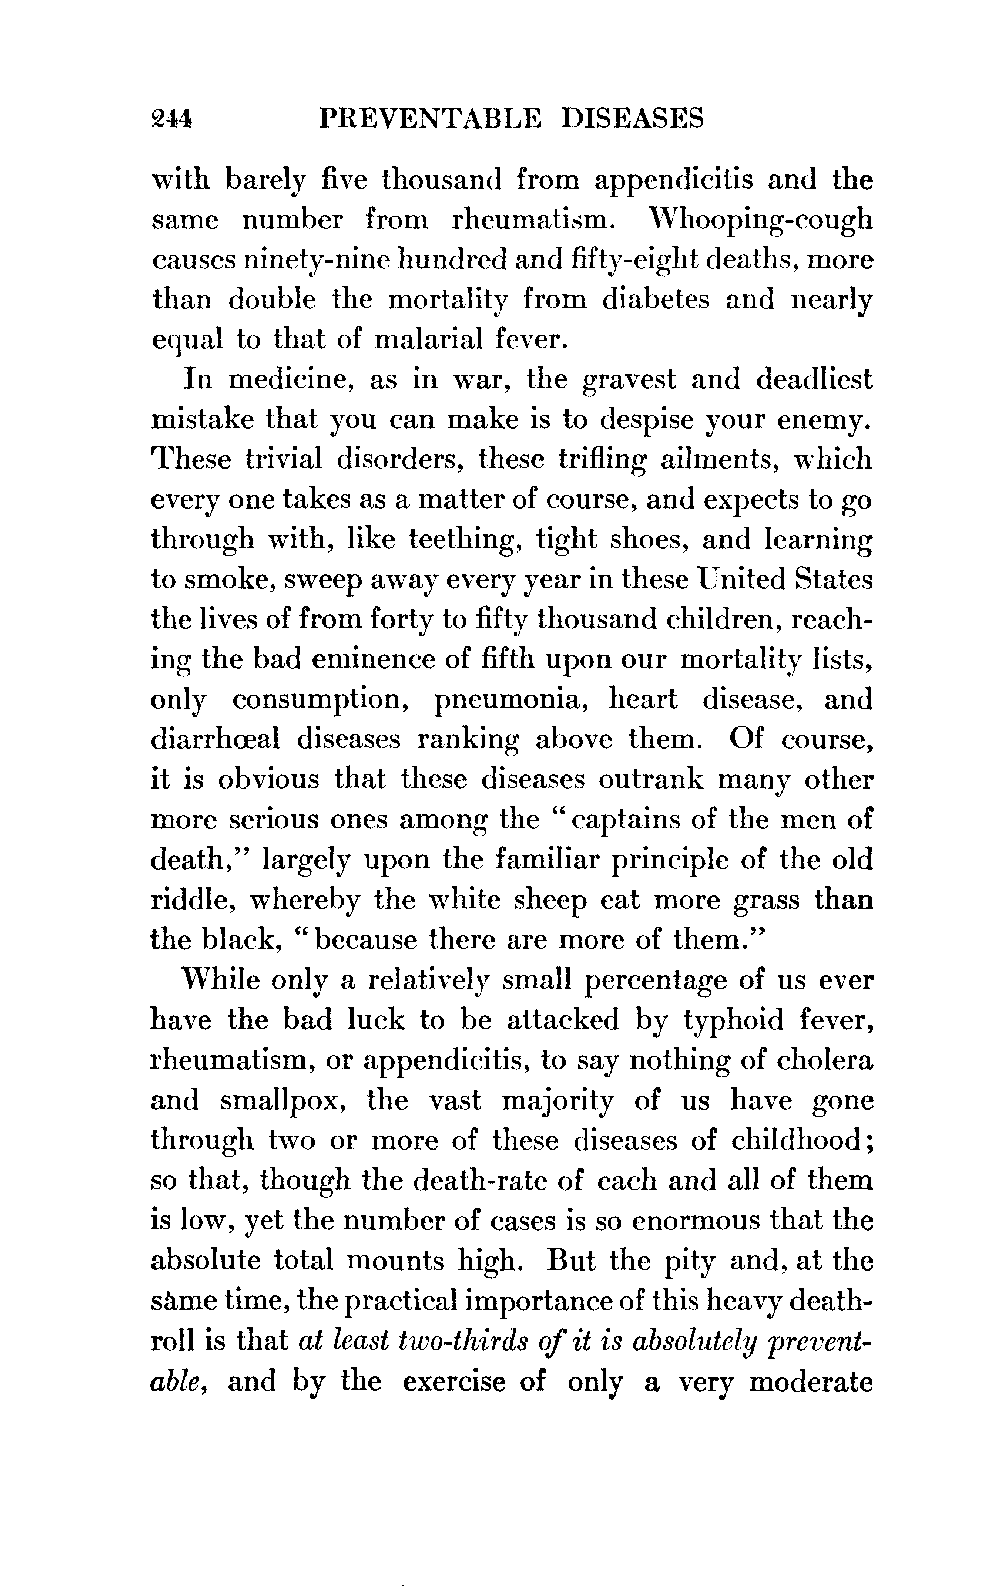 244 PREVENTABLE DISEASES
with barely five thousand from appendicitis and the
same number from rheumatism. Whooping-cough
causes ninety-nine hundred and fifty-eight deaths, more
than double the mortality from diabetes and nearly
equal to that of malarial fever.
In medicine, as in war, the gravest and deadliest
mistake that you can make is to despise your enemy.
These trivial disorders, these trifling ailments, which
every one takes as a matter of course, and expects to go
through with, like teething, tight shoes, and learning
to smoke, sweep away every year in these United States
the lives of from forty to fifty thousand children, reach-
ing the bad eminence of fifth upon our mortality lists,
only consumption, pneumonia, heart disease, and
diarrhœal diseases ranking above them. Of course,
it is obvious that these diseases outrank many other
more serious ones among the "captains of the men of
death," largely upon the familiar principle of the old
riddle, whereby the white sheep eat more grass than
the black, "because there are more of them."
While only a relatively small percentage of us ever
have the bad luck to be attacked by typhoid fever,
rheumatism, or appendicitis, to say nothing of cholera
and smallpox, the vast majority of us have gone
through two or more of these diseases of childhood;
so that, though the death-rate of each and all of them
is low, yet the number of cases is so enormous that the
absolute total mounts high. But the pity and, at the
same time, the practical importance of this heavy death-
roll is that at least two-thirds of it is absolutely prevent-
able, and by the exercise of only a very moderate